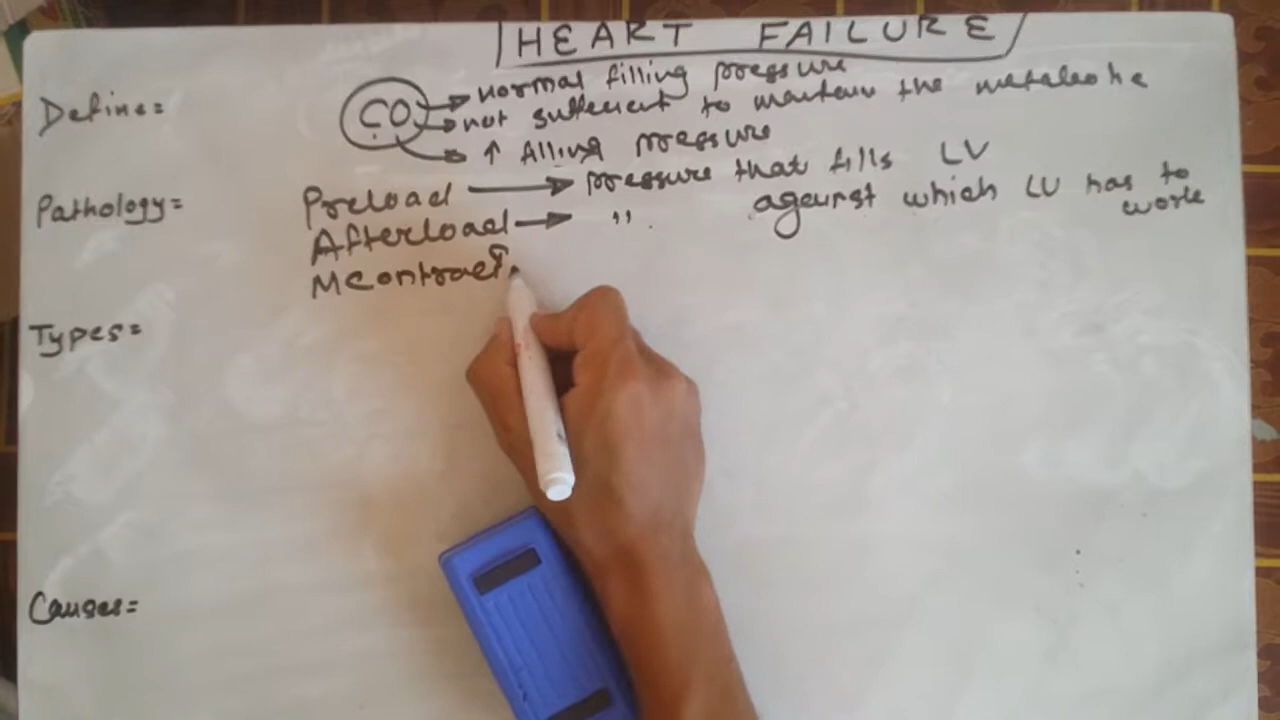 HEART FAILURE
Define=
CO → normal filling pressure
→ not sufficient to maintain the
→ ↑ filling pressure
Pathology=
Preload → pressure that fills LV
Afterload → ,, against which LV has to work
MContract
Types=
Causes=